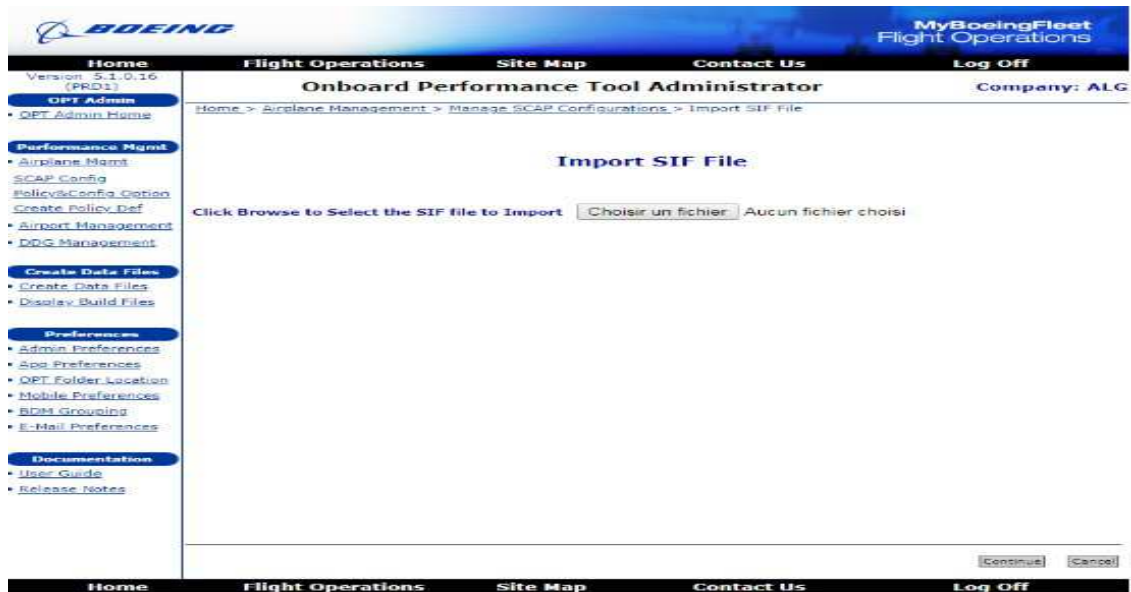 BOEING
MyBoeingFleet
Flight Operations
Home Flight Operations Site Map Contact Us Log Off
Version 5.1.0.16
(PRD1)
OPT Admin
OPT Admin Home
Performance Mgmt
Airplane Mgmt
SCAP Config
Policy&Config Option
Create Policy Def
Airport Management
DDG Management
Create Data Files
Create Data Files
Display Build Files
Preferences
Admin Preferences
App Preferences
OPT Folder Location
Mobile Preferences
BDM Grouping
E-Mail Preferences
Documentation
User Guide
Release Notes
Onboard Performance Tool Administrator
Company: ALG
Home > Airplane Management > Manage SCAP Configurations > Import SIF File
Import SIF File
Click Browse to Select the SIF file to Import Choisir un fichier Aucun fichier choisi
Continue Cancel
Home Flight Operations Site Map Contact Us Log Off